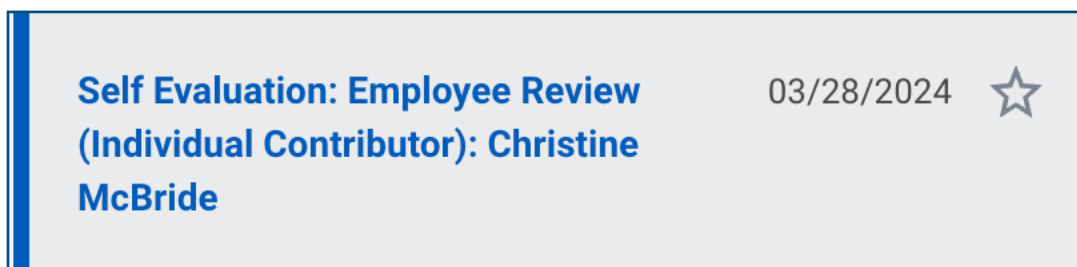 Self Evaluation: Employee Review 03/28/2024
(Individual Contributor): Christine
McBride